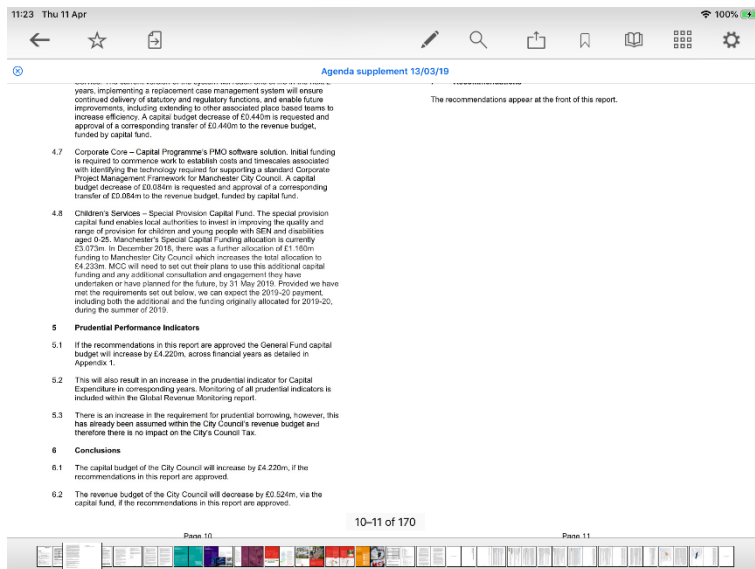 11:23 Thu 11 Apr
100%
Agenda supplement 13/03/19
years, implementing a replacement case management system will ensure
continued delivery of statutory and regulatory functions, and enable future
improvements, including extending to other associated place based teams to
increase efficiency. A capital budget decrease of £0.440m is requested and
approval of a corresponding transfer of £0.440m to the revenue budget,
funded by capital fund.
4.7 Corporate Core – Capital Programme's PMO software solution. Initial funding
is required to commence work to establish costs and timescales associated
with identifying the technology required for supporting a standard Corporate
Project Management Framework for Manchester City Council. A capital
budget decrease of £0.084m is requested and approval of a corresponding
transfer of £0.084m to the revenue budget, funded by capital fund.
4.8 Children's Services – Special Provision Capital Fund. The special provision
capital fund enables local authorities to invest in improving the quality and
range of provision for children and young people with SEN and disabilities
aged 0-25. Manchester's Special Capital Funding allocation is currently
£3.073m. In December 2018, there was a further allocation of £1.160m
funding to Manchester City Council which increases the total allocation to
£4.233m. MCC will need to set out their plans to use this additional capital
funding and any additional consultation and engagement they have
undertaken or have planned for the future, by 31 May 2019. Provided we have
met the requirements set out below, we can expect the 2019-20 payment,
including both the additional and the funding originally allocated for 2019-20,
during the summer of 2019.
5 Prudential Performance Indicators
5.1 If the recommendations in this report are approved the General Fund capital
budget will increase by £4.220m, across financial years as detailed in
Appendix 1.
5.2 This will also result in an increase in the prudential indicator for Capital
Expenditure in corresponding years. Monitoring of all prudential indicators is
included within the Global Revenue Monitoring report.
5.3 There is an increase in the requirement for prudential borrowing, however, this
has already been assumed within the City Council's revenue budget and
therefore there is no impact on the City's Council Tax.
6 Conclusions
6.1 The capital budget of the City Council will increase by £4.220m, if the
recommendations in this report are approved.
6.2 The revenue budget of the City Council will decrease by £0.524m, via the
capital fund, if the recommendations in this report are approved.
Page 10
The recommendations appear at the front of this report.
Page 11
10–11 of 170